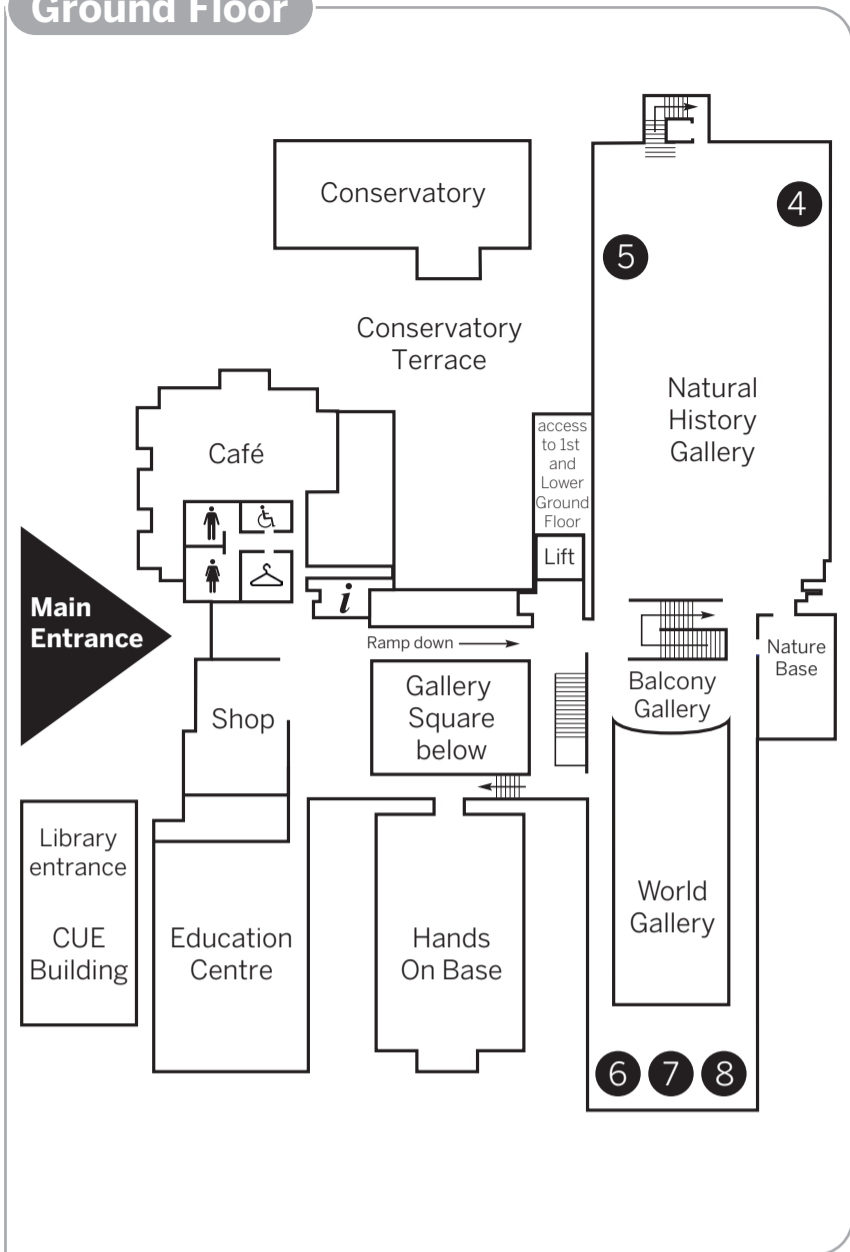 Ground Floor
Conservatory
4
5
Conservatory
Terrace
Natural
History
Gallery
access
to 1st
and
Lower
Ground
Floor
Café
Lift
Main
Entrance
i
Ramp down
Nature
Base
Gallery
Square
below
Balcony
Gallery
Shop
Library
entrance
CUE
Building
Education
Centre
Hands
On Base
World
Gallery
6 7 8